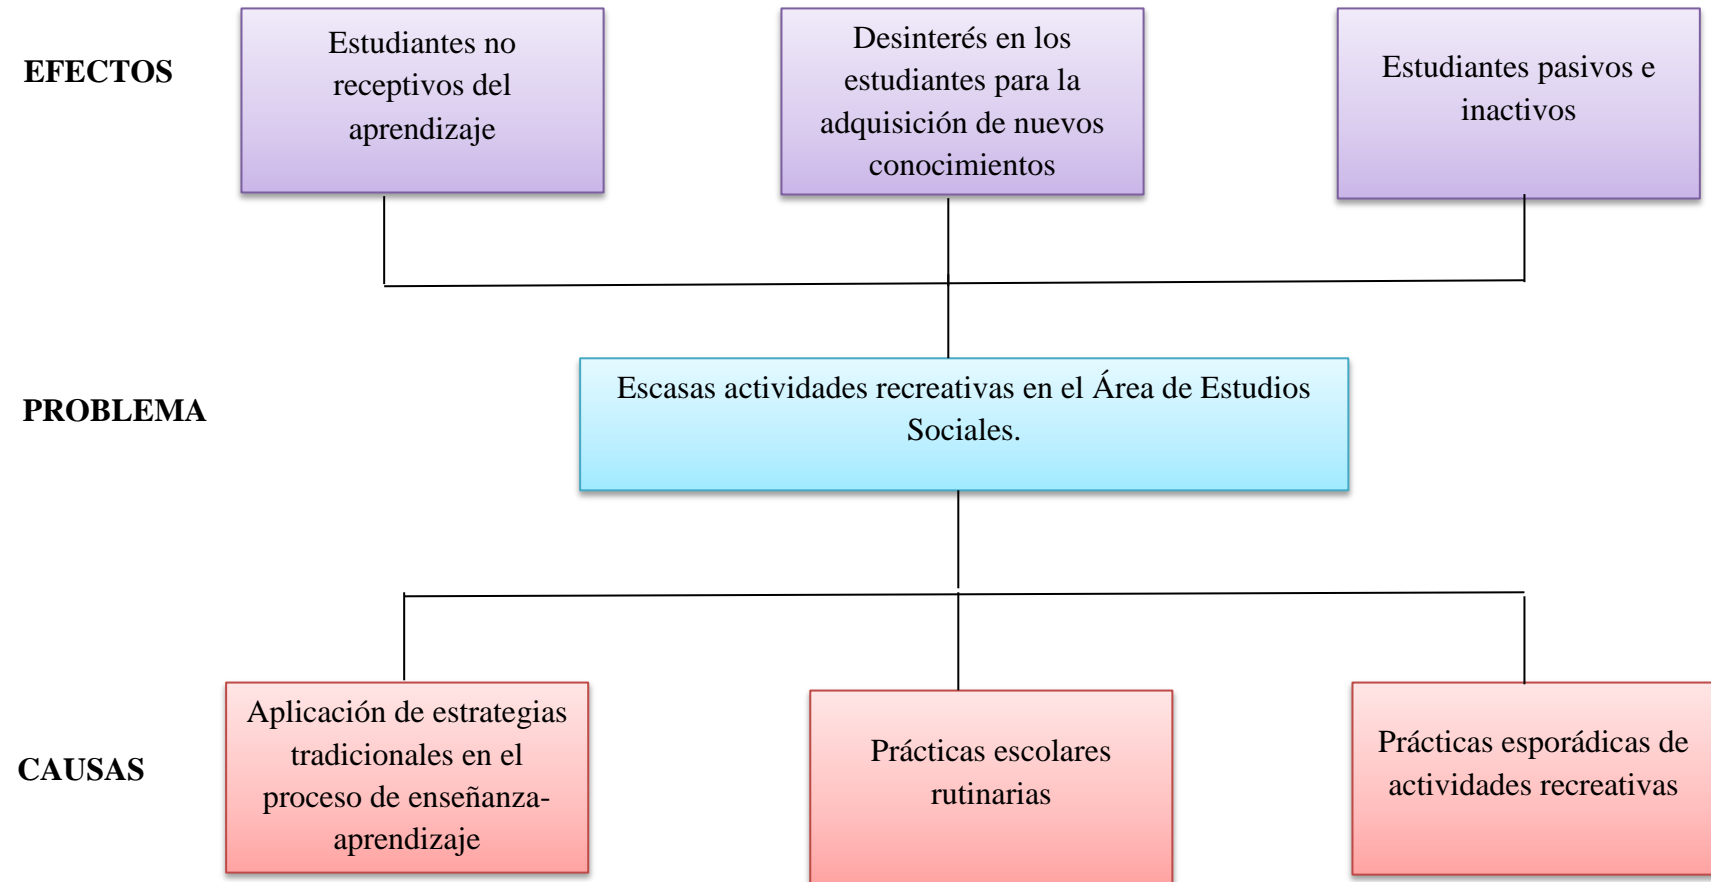 EFECTOS
Estudiantes no
receptivos del
aprendizaje
Desinterés en los
estudiantes para la
adquisición de nuevos
conocimientos
Estudiantes pasivos e
inactivos
PROBLEMA
Escasas actividades recreativas en el Área de Estudios
Sociales.
CAUSAS
Aplicación de estrategias
tradicionales en el
proceso de enseñanza-
aprendizaje
Prácticas escolares
rutinarias
Prácticas esporádicas de
actividades recreativas